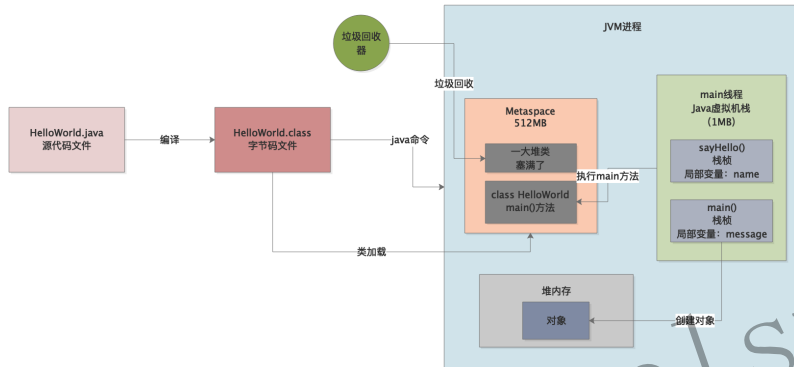 垃圾回收
器
JVM进程
垃圾回收
HelloWorld.java
源代码文件
编译
HelloWorld.class
字节码文件
java命令
类加载
Metaspace
512MB
一大堆类
塞满了
class HelloWorld
main()方法
执行main方法
main线程
Java虚拟机栈
（1MB）
sayHello()
栈桢
局部变量：name
main()
栈桢
局部变量：message
堆内存
对象
创建对象